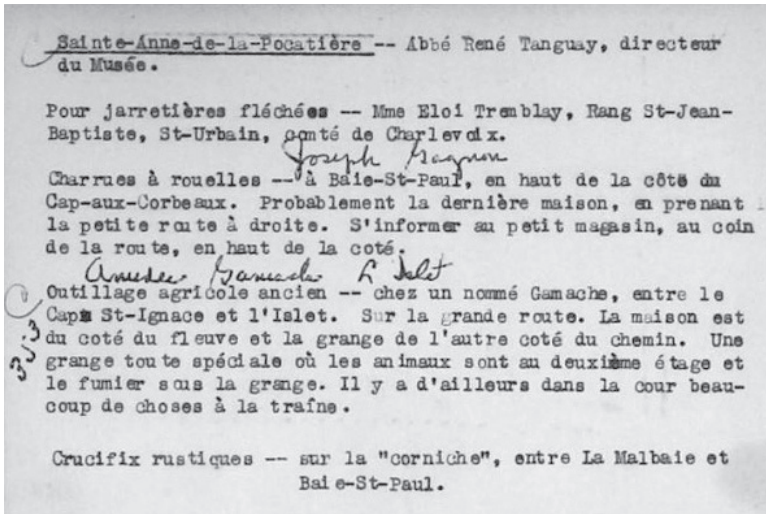 Sainte-Anne-de-la-Pocatière -- Abbé René Tanguay, directeur
du Musée.
Pour jarretières fléchées -- Mme Eloi Tremblay, Rang St-Jean-
Baptiste, St-Urbain, comté de Charlevoix.
Joseph Gagnon
Charrues à rouelles -- à Baie-St-Paul, en haut de la côte du
Cap-aux-Corbeaux. Probablement la dernière maison, en prenant
la petite route à droite. S'informer au petit magasin, au coin
de la route, en haut de la coté.
Amedee Gamache L'Islet
Outillage agricole ancien -- chez un nommé Gamache, entre le
Cap St-Ignace et l'Islet. Sur la grande route. La maison est
du coté du fleuve et la grange de l'autre coté du chemin. Une
grange toute spéciale où les animaux sont au deuxième étage et
le fumier sous la grange. Il y a d'ailleurs dans la cour beau-
coup de choses à la traîne.
Crucifix rustiques -- sur la "corniche", entre La Malbaie et
Baie-St-Paul.